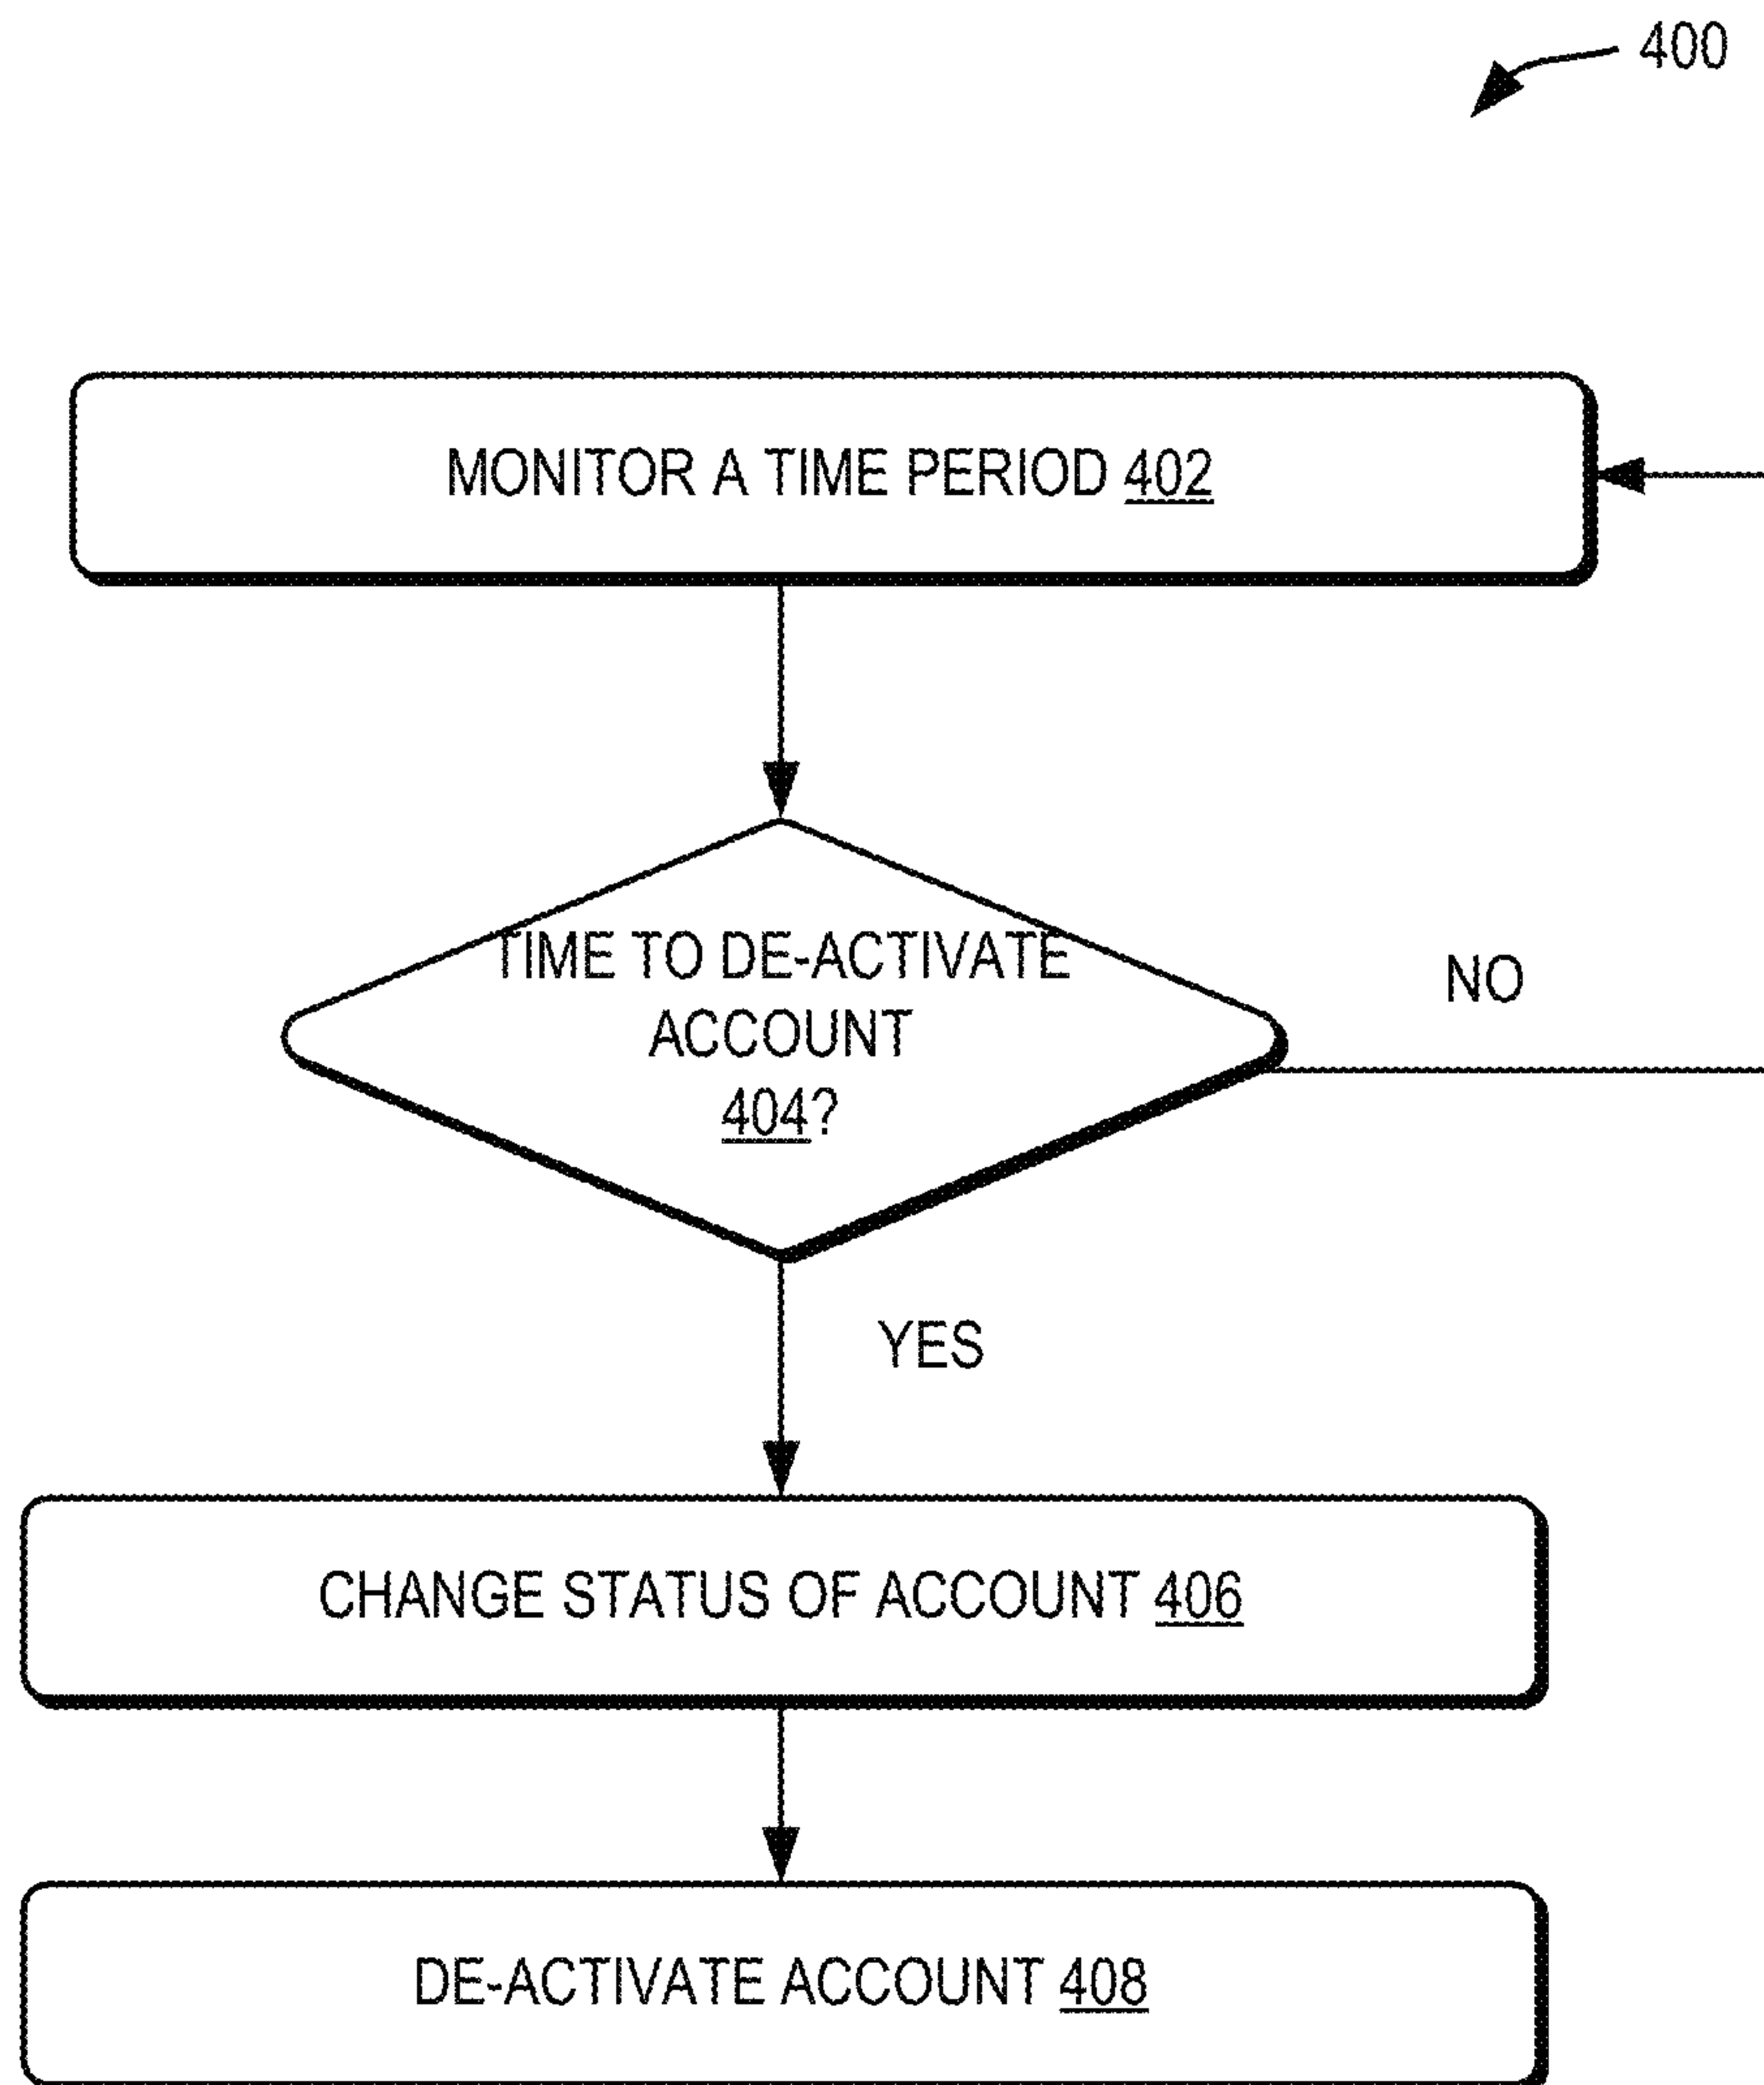 400
MONITOR A TIME PERIOD 402
TIME TO DE-ACTIVATE
ACCOUNT
404?
NO
YES
CHANGE STATUS OF ACCOUNT 406
DE-ACTIVATE ACCOUNT 408